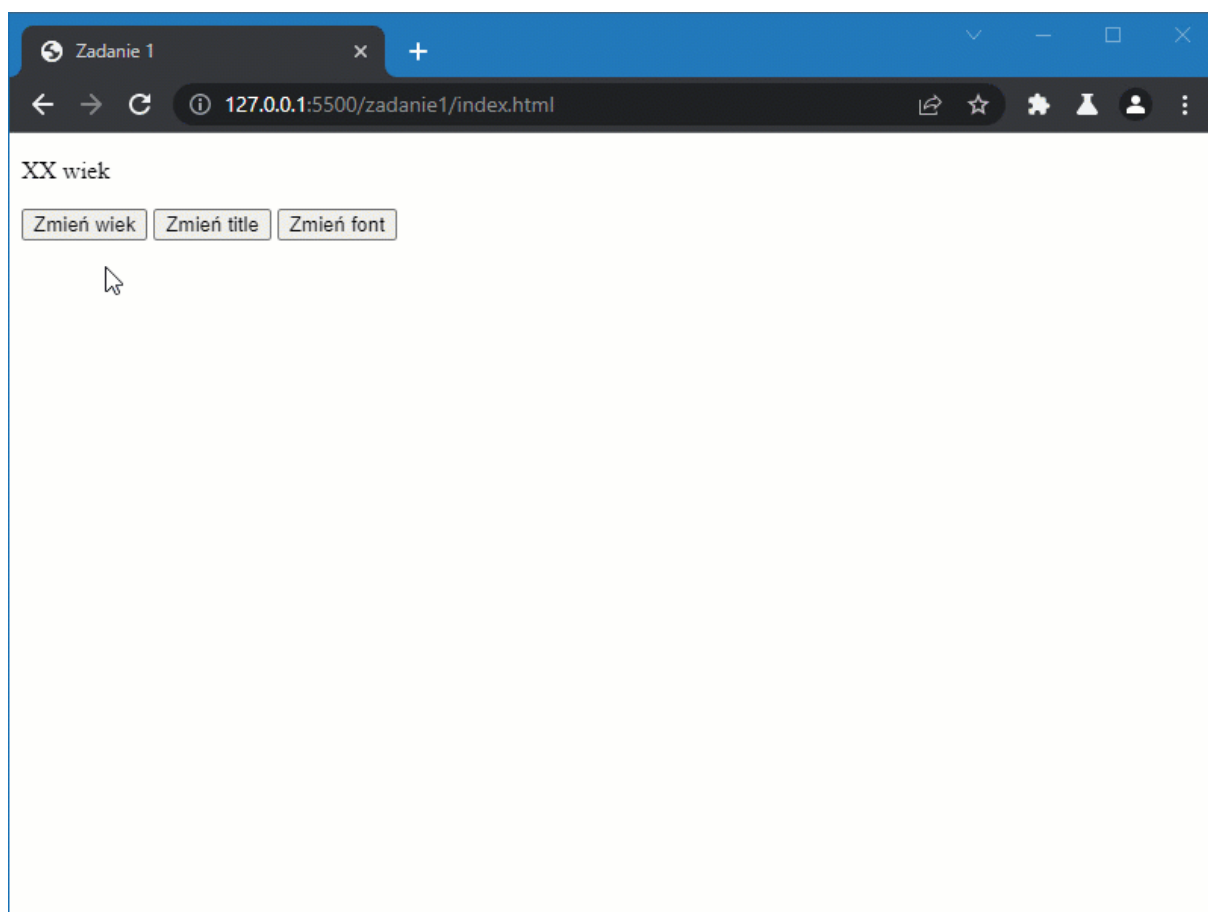 Zadanie 1
127.0.0.1:5500/zadanie1/index.html
XX wiek
Zmień wiek Zmień title Zmień font